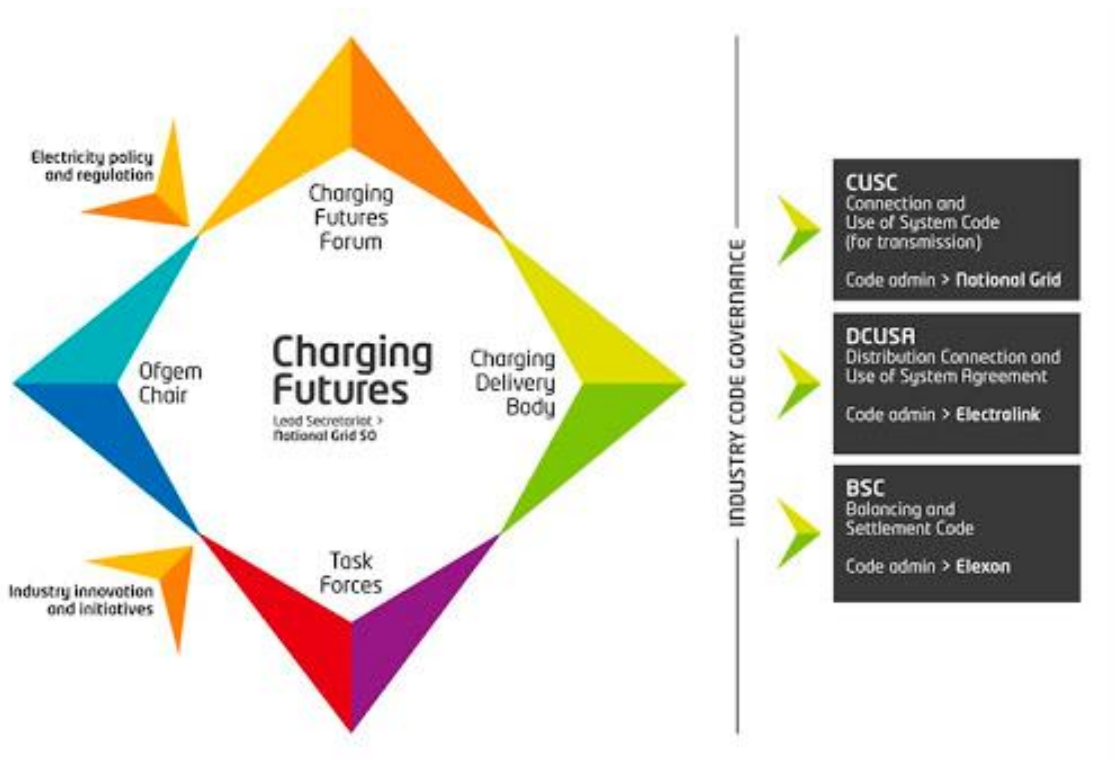 Electricity policy
and regulation
Charging
Futures
Forum
Ofgem
Chair
Charging
Futures
Lead Secretariat >
National Grid SO
Charging
Delivery
Body
Task
Forces
Industry innovation
and initiatives
INDUSTRY CODE GOVERNANCE
CUSC
Connection and
Use of System Code
(for transmission)
Code admin > National Grid
DCUSA
Distribution Connection and
Use of System Agreement
Code admin > Electralink
BSC
Balancing and
Settlement Code
Code admin > Elexon